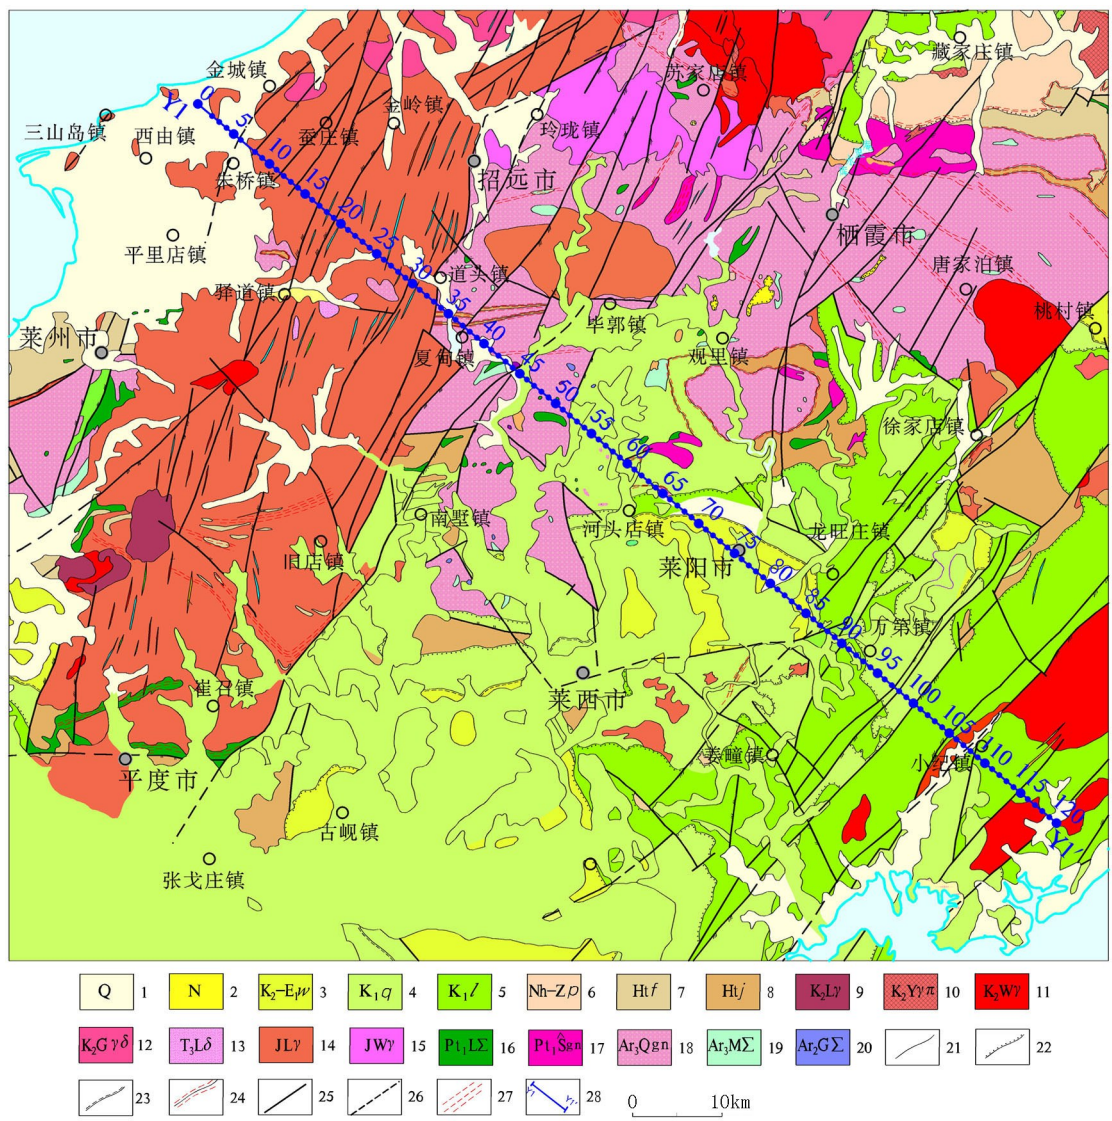 藏家庄镇
金城镇
苏家店镇
Y1
0
金岭镇
三山岛镇
西由镇
5
蚕庄镇
玲珑镇
10
朱桥镇
招远市
15
20
栖霞市
平里店镇
25
唐家泊镇
30
道头镇
驿道镇
35
毕郭镇
桃村镇
莱州市
40
夏甸镇
观里镇
45
50
55
徐家店镇
60
65
南墅镇
70
河头店镇
龙旺庄镇
75
旧店镇
莱阳市
80
85
90
万第镇
95
崔召镇
莱西市
100
105
姜疃镇
110
小纪镇
平度市
115
120
古岘镇
Y1′
张戈庄镇
Q 1
N 2
K₂−E₁w 3
K₁q 4
K₁l 5
Nh−Zp 6
Htf 7
Htj 8
K₂Lγ 9
K₂Yγπ 10
K₂Wγ 11
K₂Gγδ 12
T₃Lδ 13
JLγ 14
JWγ 15
Pt₁LΣ 16
Pt₁Ŝgn 17
Ar₃Qgn 18
Ar₃MΣ 19
Ar₂GΣ 20
21
22
23
24
25
26
27
Y1 Y1′ 28
0 10km